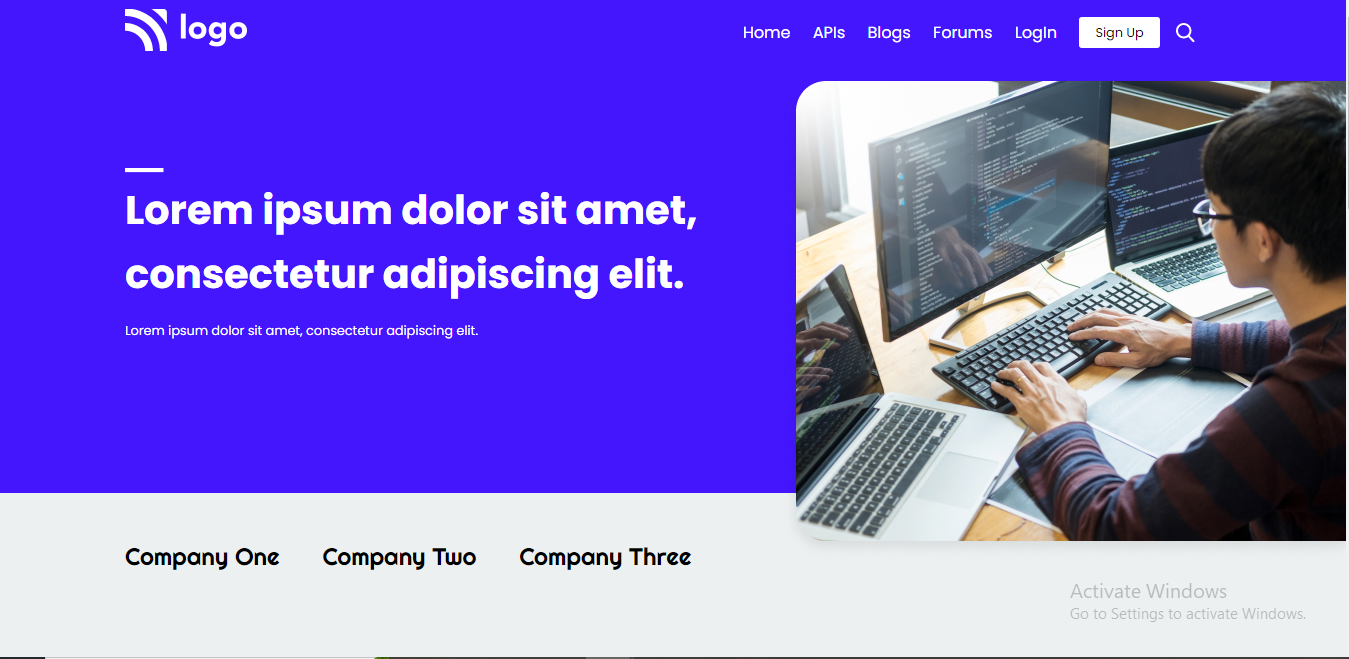 logo
Home APIs Blogs Forums LogIn Sign Up
Lorem ipsum dolor sit amet,
consectetur adipiscing elit.
Lorem ipsum dolor sit amet, consectetur adipiscing elit.
Company One Company Two Company Three
Activate Windows
Go to Settings to activate Windows.